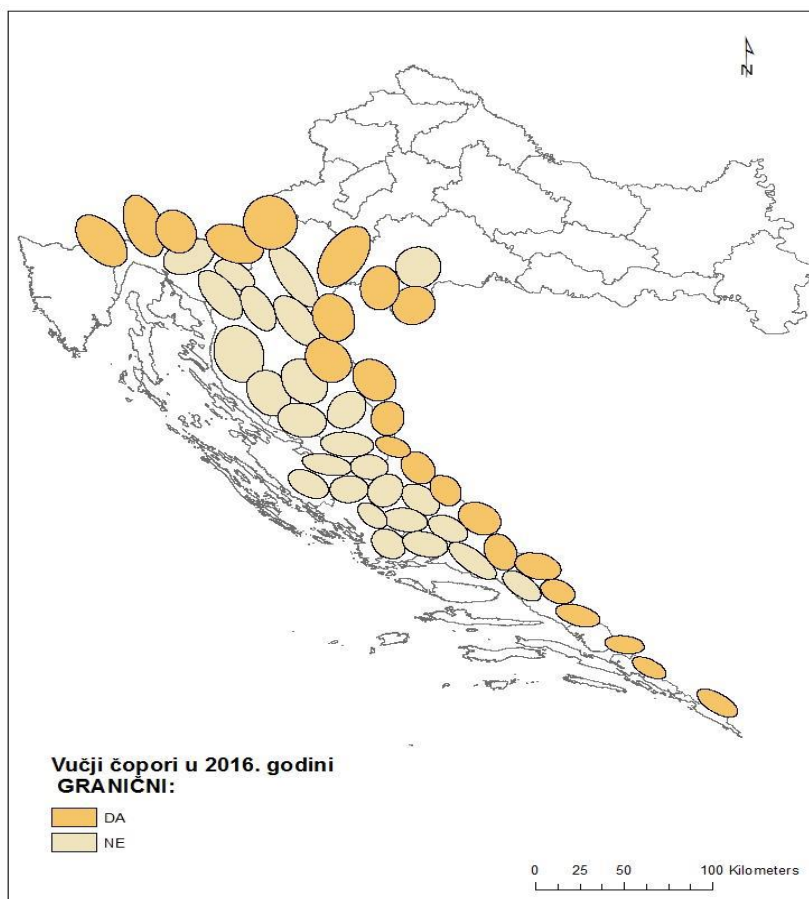 N
Vučji čopori u 2016. godini
GRANIČNI:
DA
NE
0 25 50 100 Kilometers